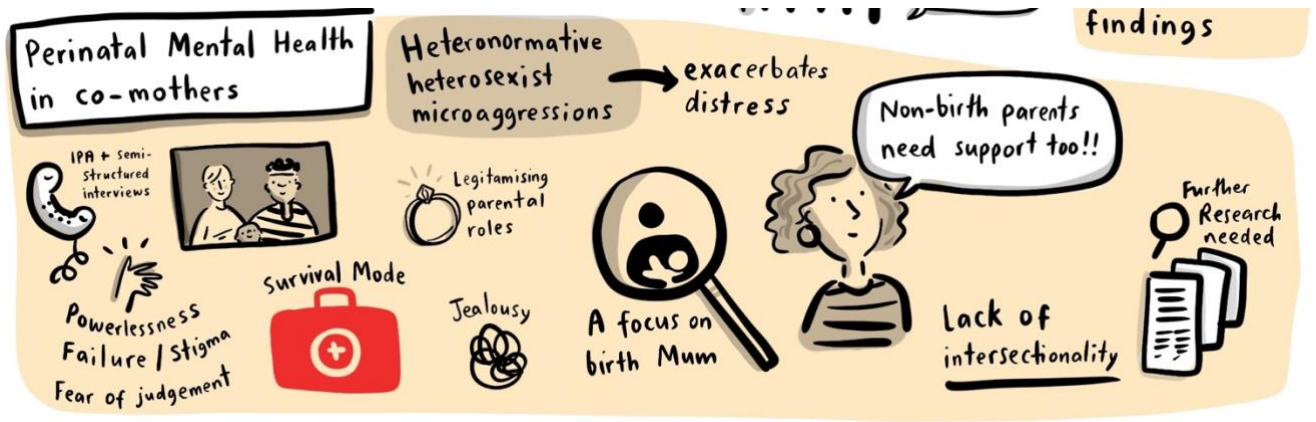 findings
Perinatal Mental Health
in co-mothers
Heteronormative
heterosexist
microaggressions
exacerbates
distress
Non-birth parents
need support too!!
IPA + Semi-
Structured
interviews
Legitamising
parental
roles
Further
Research
needed
Powerlessness
Failure / Stigma
Fear of judgement
Survival Mode
Jealousy
A focus on
birth Mum
Lack of
intersectionality